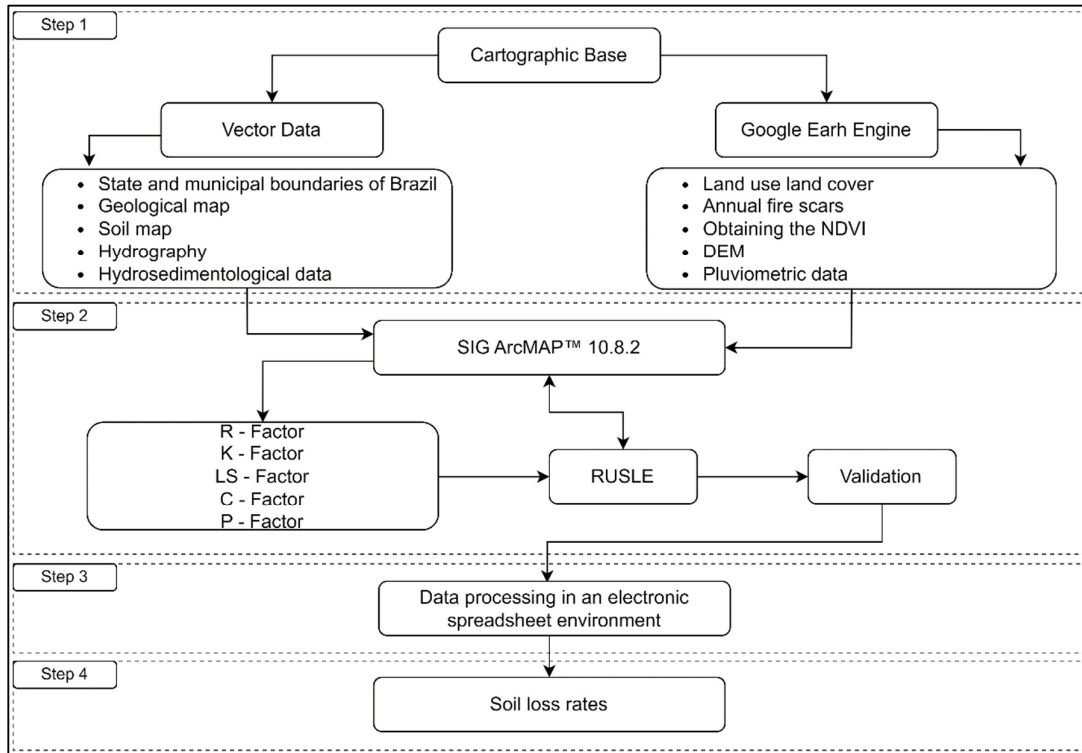 Step 1
Cartographic Base
Vector Data
Google Earh Engine
• State and municipal boundaries of Brazil
• Geological map
• Soil map
• Hydrography
• Hydrosedimentological data
• Land use land cover
• Annual fire scars
• Obtaining the NDVI
• DEM
• Pluviometric data
Step 2
SIG ArcMAP™ 10.8.2
R - Factor
K - Factor
LS - Factor
C - Factor
P - Factor
RUSLE
Validation
Step 3
Data processing in an electronic
spreadsheet environment
Step 4
Soil loss rates